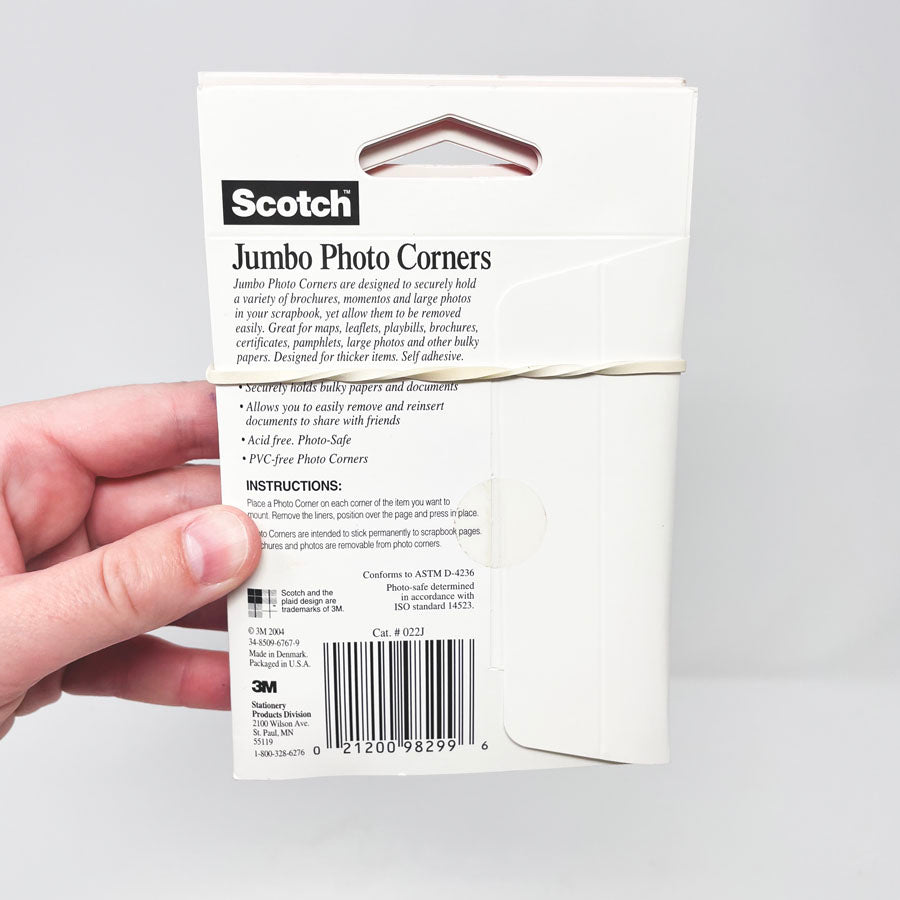 Scotch™
Jumbo Photo Corners
Jumbo Photo Corners are designed to securely hold
a variety of brochures, momentos and large photos
in your scrapbook, yet allow them to be removed
easily. Great for maps, leaflets, playbills, brochures,
certificates, pamphlets, large photos and other bulky
papers. Designed for thicker items. Self adhesive.
• Securely holds bulky papers and documents
• Allows you to easily remove and reinsert
documents to share with friends
• Acid free. Photo-Safe
• PVC-free Photo Corners
INSTRUCTIONS:
Place a Photo Corner on each corner of the item you want to
mount. Remove the liners, position over the page and press in place.
Corners are intended to stick permanently to scrapbook pages.
and photos are removable from photo corners.
Conforms to ASTM D-4236
Photo-safe determined
in accordance with
ISO standard 14523.
Scotch and the
plaid design are
trademarks of 3M.
© 3M 2004
34-8509-6767-9
Made in Denmark.
Packaged in U.S.A.
Cat. # 022J
3M
Stationery
Products Division
2100 Wilson Ave.
St. Paul, MN
55119
1-800-328-6276
0 21200 98299 6